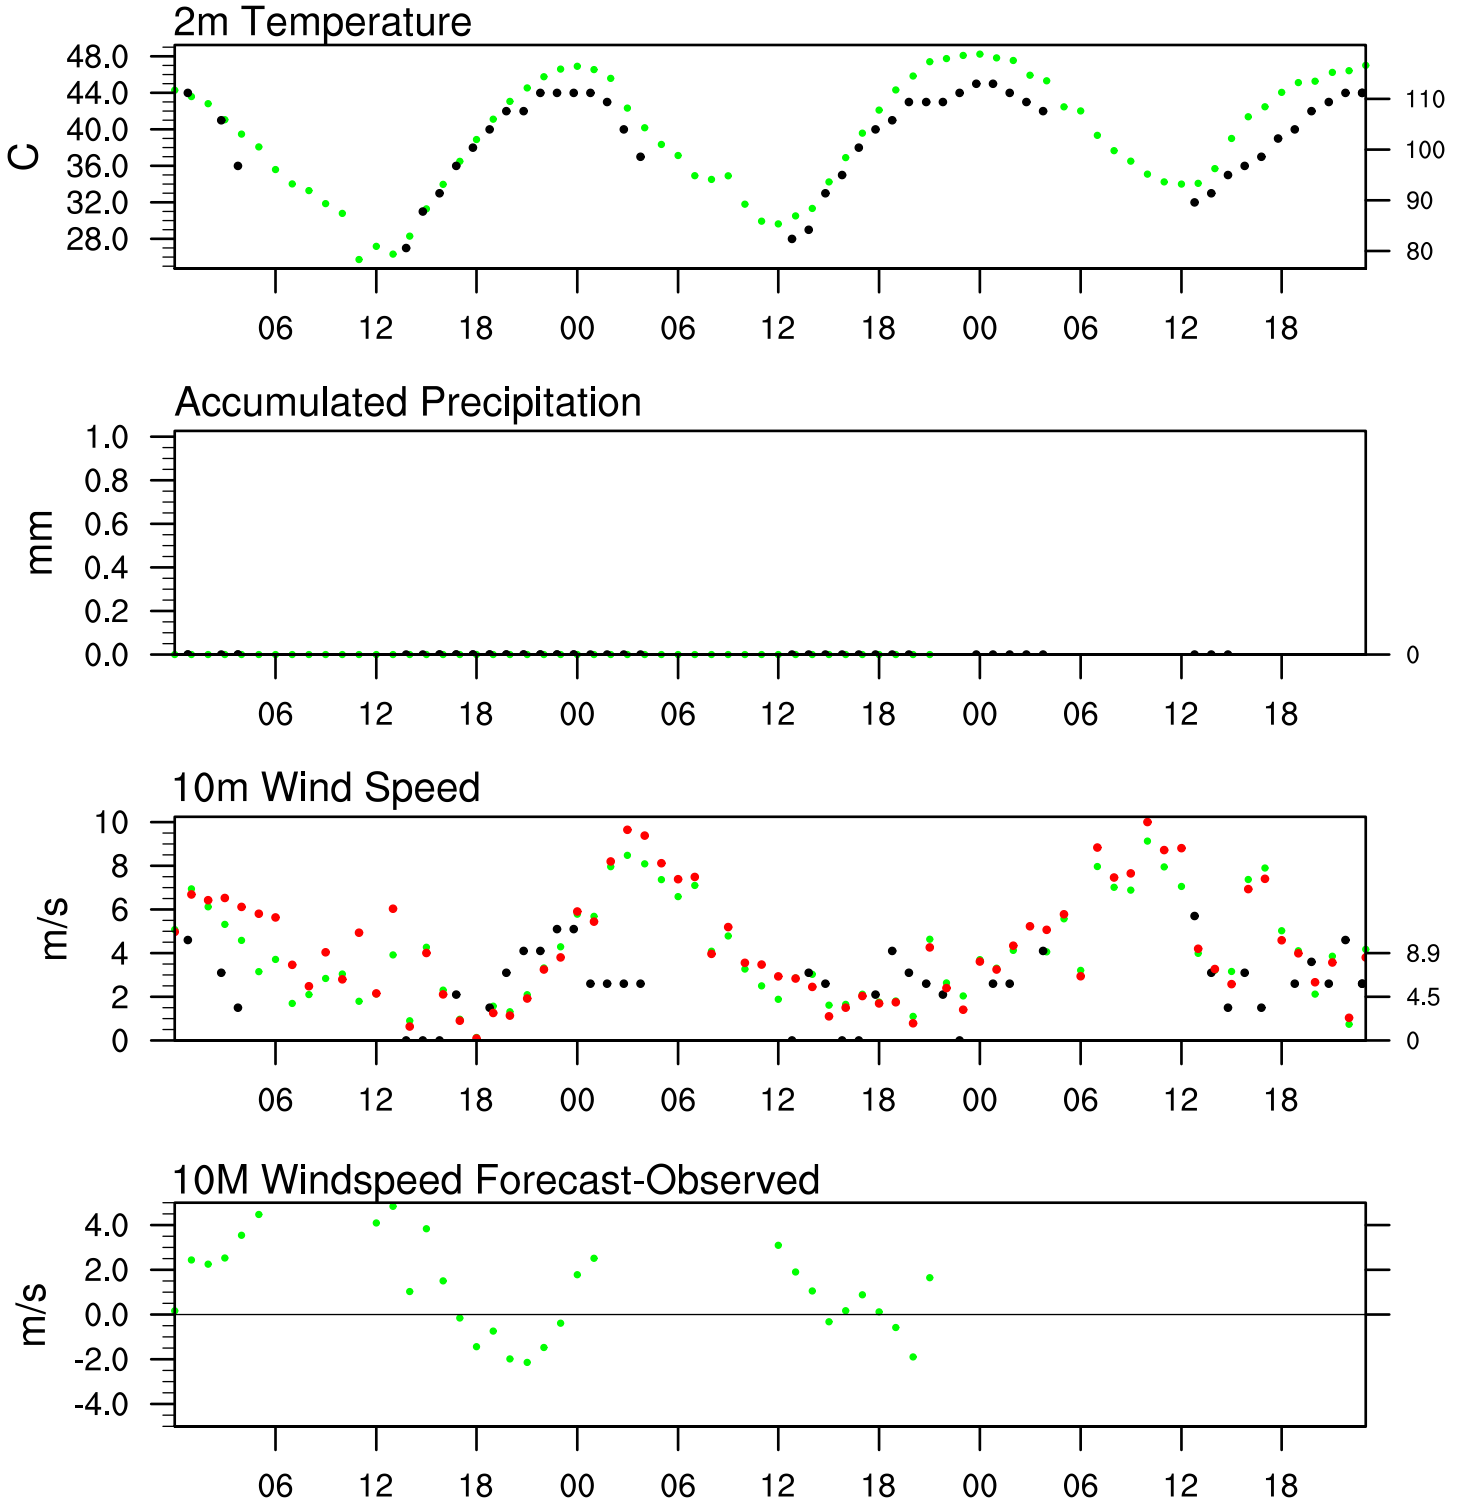 2m Temperature
48.0
44.0
40.0
36.0
32.0
28.0
C
110
100
90
80
06 12 18 00 06 12 18 00 06 12 18
Accumulated Precipitation
1.0
0.8
0.6
0.4
0.2
0.0
mm
0
06 12 18 00 06 12 18 00 06 12 18
10m Wind Speed
10
8
6
4
2
0
m/s
8.9
4.5
0
06 12 18 00 06 12 18 00 06 12 18
10M Windspeed Forecast-Observed
4.0
2.0
0.0
-2.0
-4.0
m/s
06 12 18 00 06 12 18 00 06 12 18